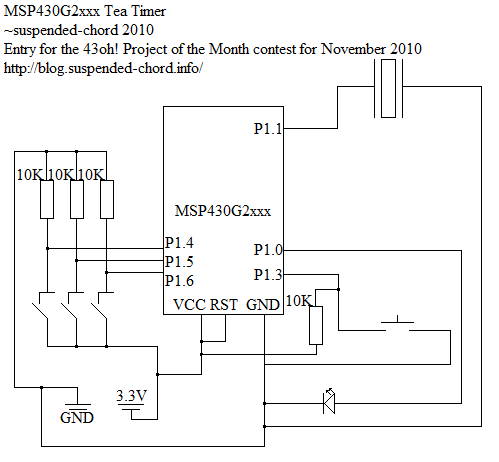 MSP430G2xxx Tea Timer
~suspended-chord 2010
Entry for the 43oh! Project of the Month contest for November 2010
http://blog.suspended-chord.info/
P1.1
10K 10K 10K
MSP430G2xxx
P1.4
P1.0
P1.5
P1.3
P1.6
VCC RST GND
10K
3.3V
GND